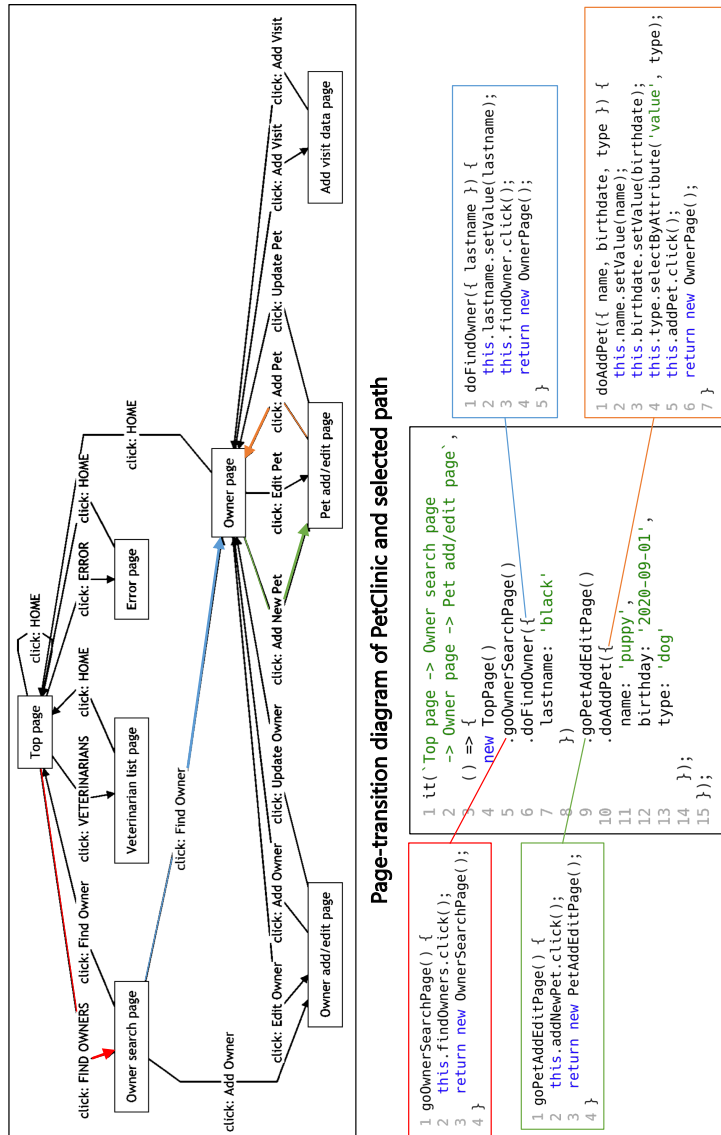 click: HOME
Top page
click: FIND OWNERS
click: Find Owner
click: VETERINARIANS
click: HOME
click: ERROR
click: HOME
click: HOME
Owner search page
Veterinarian list page
Error page
click: Find Owner
Owner page
click: Add Owner
click: Edit Owner
click: Add Owner
click: Update Owner
click: Add New Pet
click: Edit Pet
click: Add Pet
click: Update Pet
click: Add Visit
click: Add Visit
Owner add/edit page
Pet add/edit page
Add visit data page
Page-transition diagram of PetClinic and selected path
1 goOwnerSearchPage() {
2 this.findOwners.click();
3 return new OwnerSearchPage();
4 }
1 goPetAddEditPage() {
2 this.addNewPet.click();
3 return new PetAddEditPage();
4 }
1 it(`Top page -> Owner search page
2 -> Owner page -> Pet add/edit page`,
3 () => {
4 new TopPage()
5 .goOwnerSearchPage()
6 .doFindOwner({
7 lastname: 'black'
8 })
9 .goPetAddEditPage()
10 .doAddPet({
11 name: 'puppy',
12 birthday: '2020-09-01',
13 type: 'dog'
14 });
15 });
1 doFindOwner({ lastname }) {
2 this.lastname.setValue(lastname);
3 this.findOwner.click();
4 return new OwnerPage();
5 }
1 doAddPet({ name, birthdate, type }) {
2 this.name.setValue(name);
3 this.birthdate.setValue(birthdate);
4 this.type.selectByAttribute('value', type);
5 this.addPet.click();
6 return new OwnerPage();
7 }